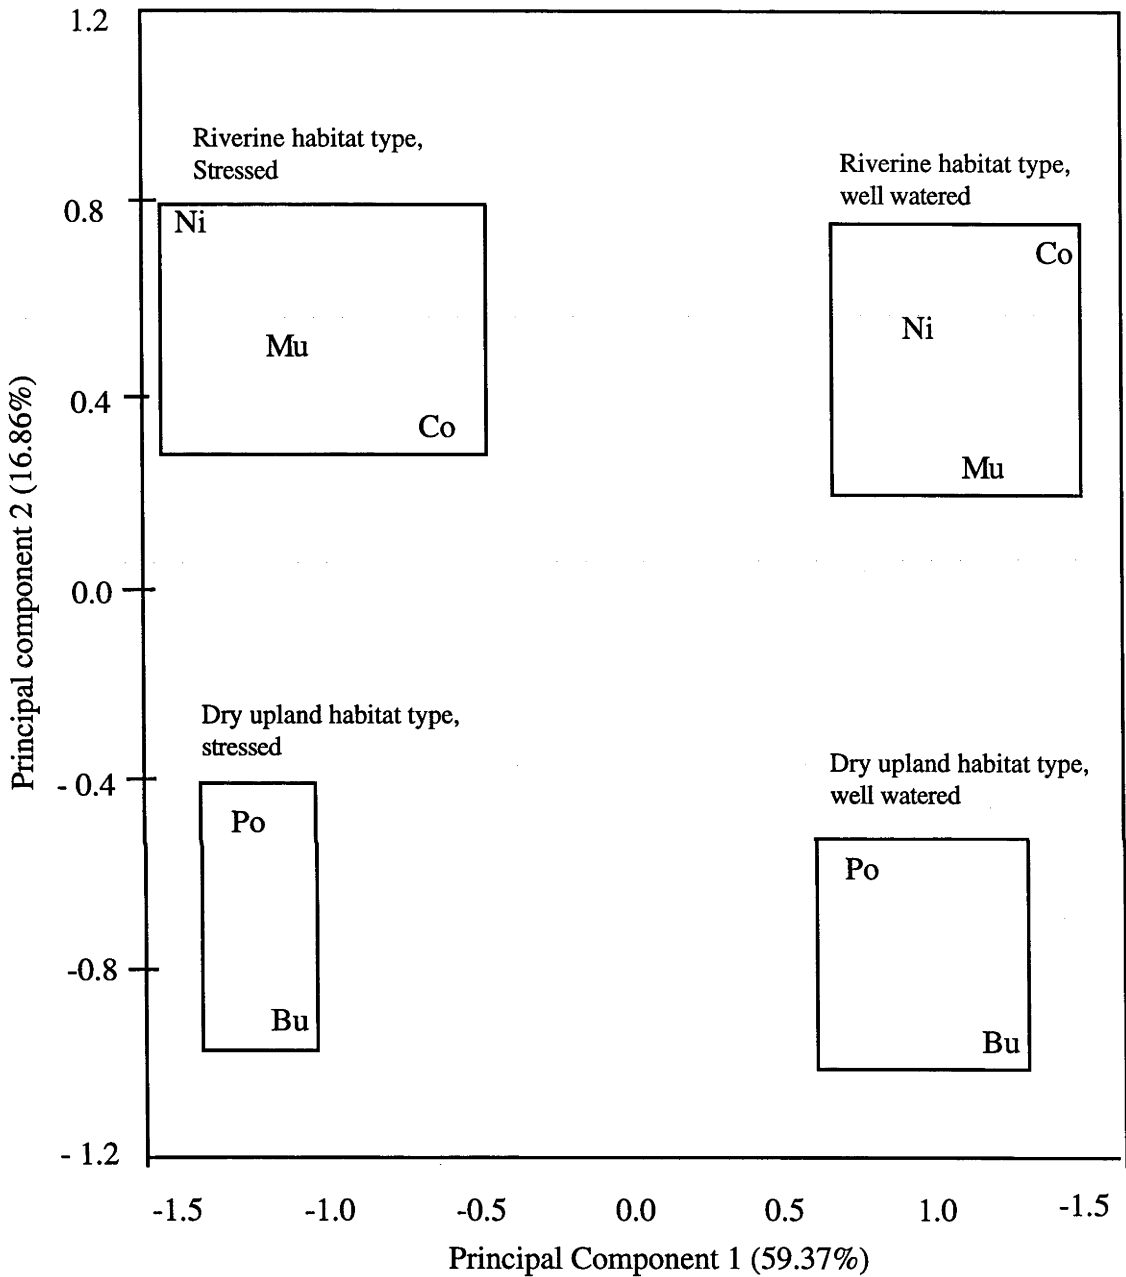 1.2
Riverine habitat type,
Stressed
Riverine habitat type,
well watered
0.8
Ni
Co
Ni
Mu
0.4
Co
Mu
Principal component 2 (16.86%)
0.0
Dry upland habitat type,
stressed
Dry upland habitat type,
well watered
- 0.4
Po
Po
-0.8
Bu
Bu
- 1.2
-1.5 -1.0 -0.5 0.0 0.5 1.0 -1.5
Principal Component 1 (59.37%)